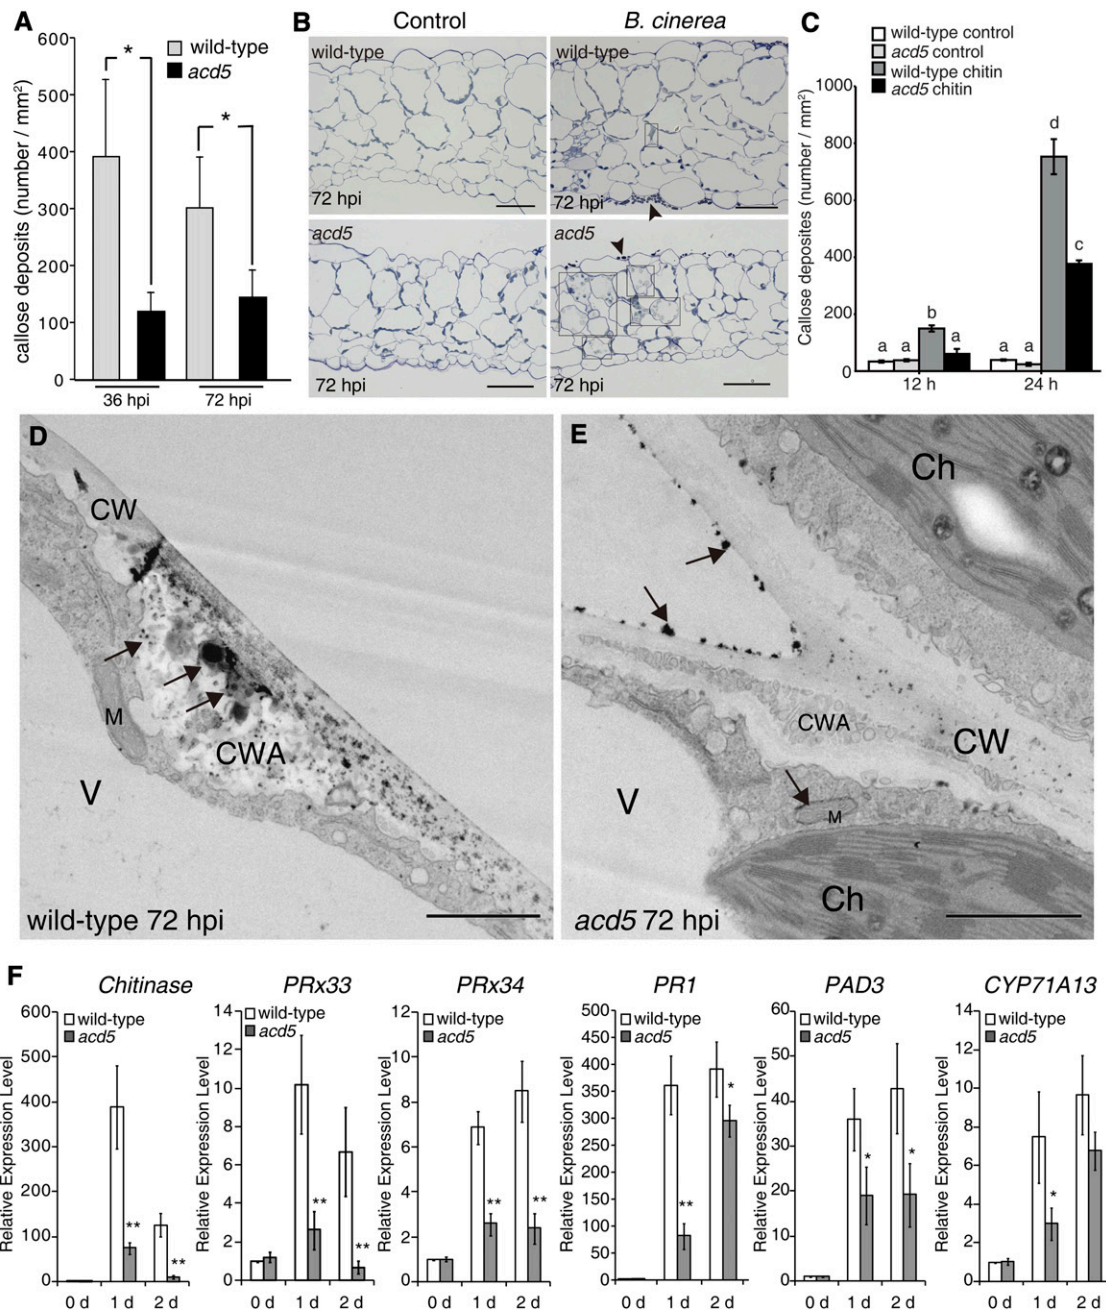 A
callose deposits (number / mm²)
600
500
400
300
200
100
0
wild-type
acd5
*
*
36 hpi
72 hpi
B
Control
B. cinerea
wild-type
72 hpi
wild-type
72 hpi
acd5
72 hpi
acd5
72 hpi
C
wild-type control
acd5 control
wild-type chitin
acd5 chitin
Callose deposites (number / mm²)
1000
800
600
400
200
0
a
a
b
a
a
a
d
c
12 h
24 h
D
CW
M
CWA
V
wild-type 72 hpi
E
Ch
CWA
CW
V
M
Ch
acd5 72 hpi
F
Chitinase
Relative Expression Level
600
500
400
300
200
100
0
wild-type
acd5
**
**
0 d
1 d
2 d
PRx33
Relative Expression Level
14
12
10
8
6
4
2
0
wild-type
acd5
**
**
0 d
1 d
2 d
PRx34
Relative Expression Level
12
10
8
6
4
2
0
wild-type
acd5
**
**
0 d
1 d
2 d
PR1
Relative Expression Level
500
450
400
350
300
250
200
150
100
50
0
wild-type
acd5
**
*
0 d
1 d
2 d
PAD3
Relative Expression Level
60
50
40
30
20
10
0
wild-type
acd5
*
*
0 d
1 d
2 d
CYP71A13
Relative Expression Level
14
12
10
8
6
4
2
0
wild-type
acd5
*
0 d
1 d
2 d